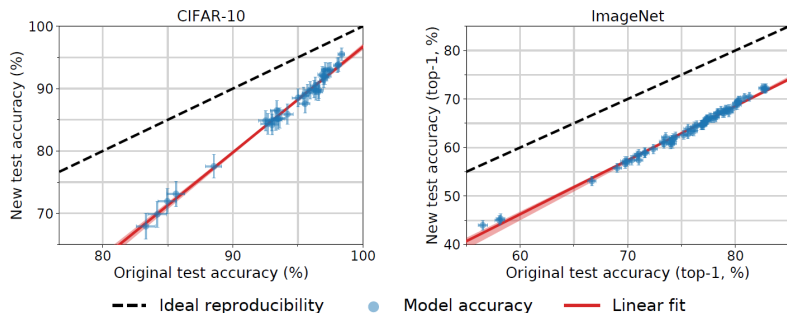 CIFAR-10
100
90
80
70
80
90
100
New test accuracy (%)
Original test accuracy (%)
ImageNet
80
70
60
50
40
60
70
80
New test accuracy (top-1, %)
Original test accuracy (top-1, %)
Ideal reproducibility
Model accuracy
Linear fit